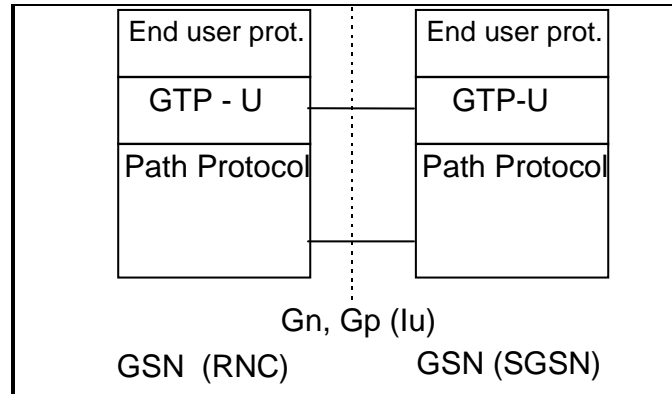 End user prot. End user prot.
GTP - U GTP-U
Path Protocol Path Protocol
Gn, Gp (Iu)
GSN (RNC) GSN (SGSN)